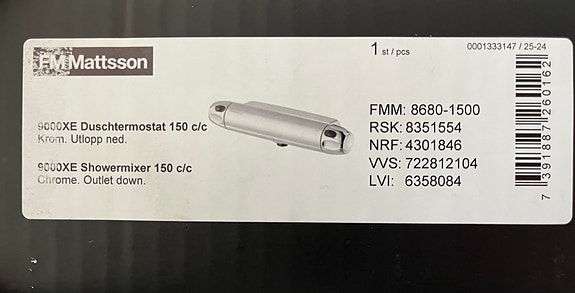 FM Mattsson
1 st / pcs
0001333147 / 25-24
9000XE Duschtermostat 150 c/c
Krom. Utlopp ned.
9000XE Showermixer 150 c/c
Chrome. Outlet down.
FMM: 8680-1500
RSK: 8351554
NRF: 4301846
VVS: 722812104
LVI: 6358084
7 391887 260162